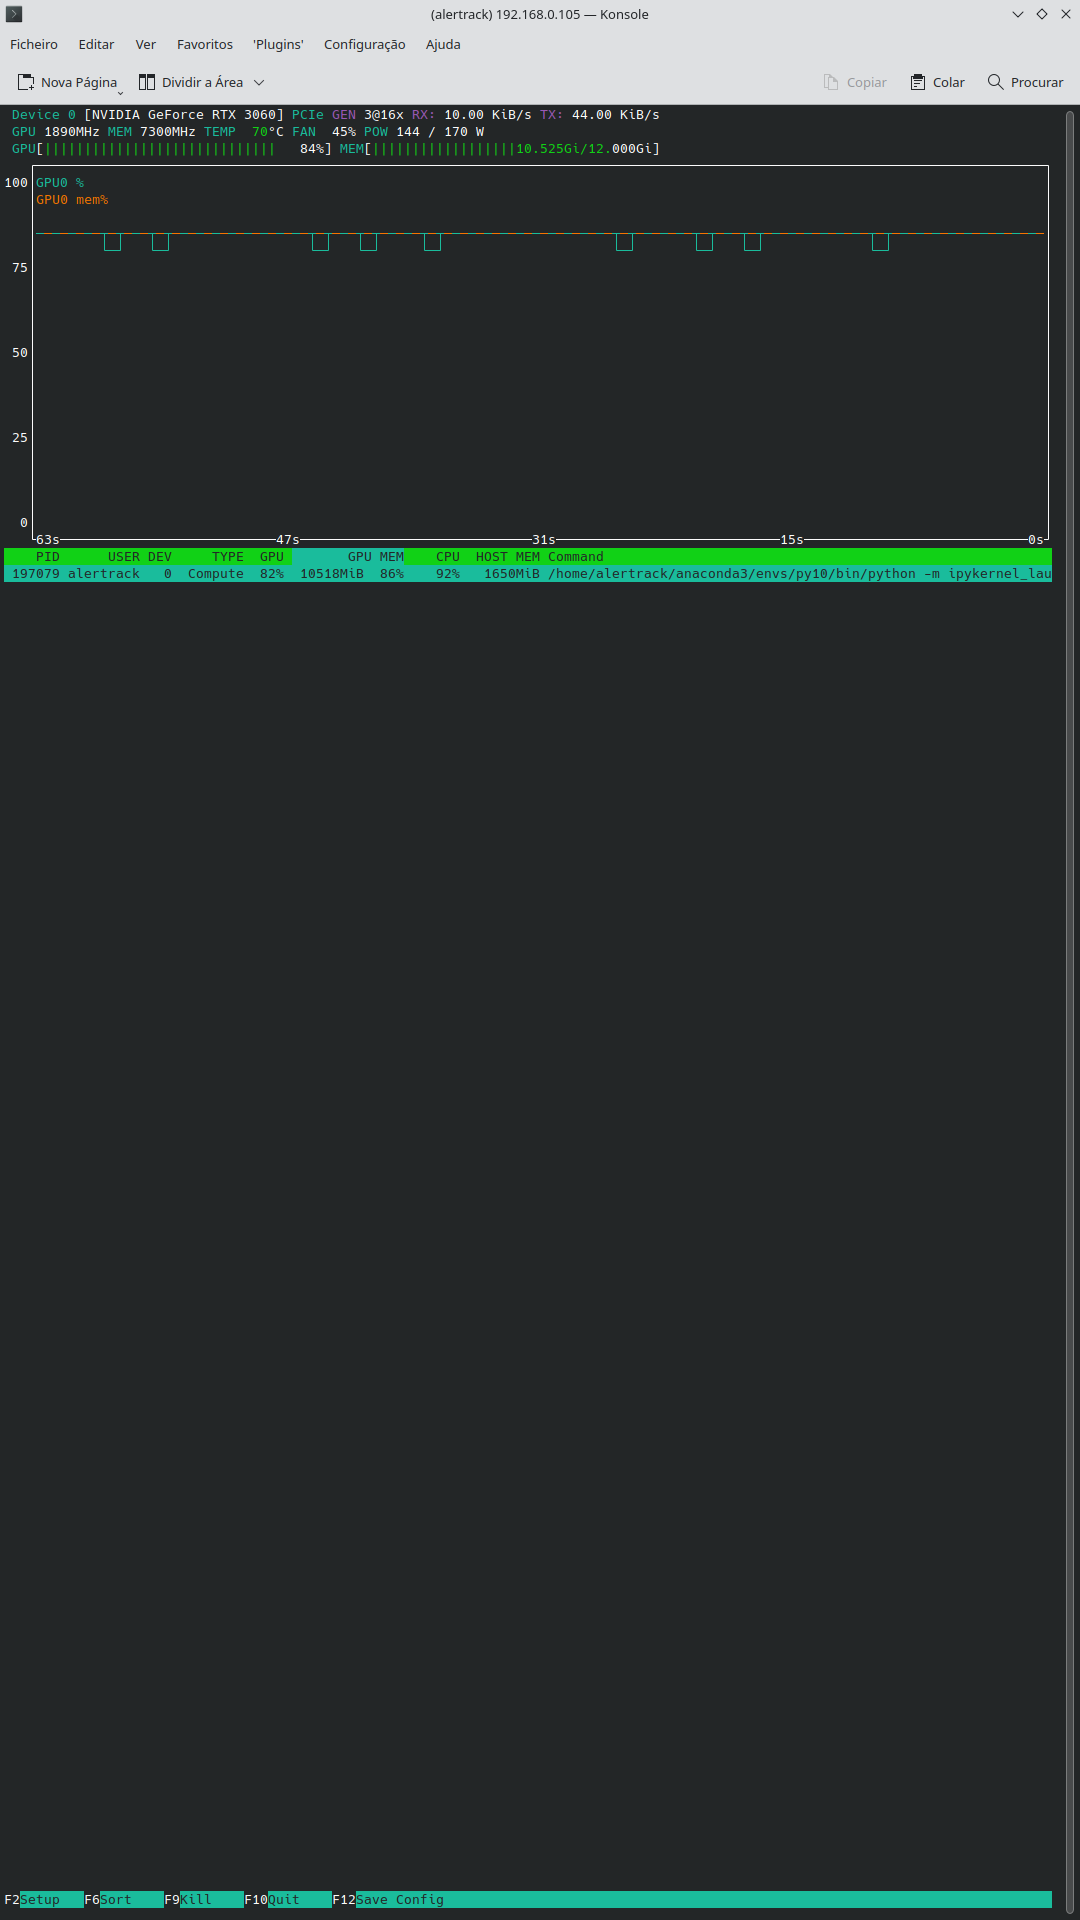 (alertrack) 192.168.0.105 — Konsole
Ficheiro Editar Ver Favoritos 'Plugins' Configuração Ajuda
Nova Página Dividir a Área Copiar Colar Procurar
Device 0 [NVIDIA GeForce RTX 3060] PCIe GEN 3@16x RX: 10.00 KiB/s TX: 44.00 KiB/s
GPU 1890MHz MEM 7300MHz TEMP 70°C FAN 45% POW 144 / 170 W
GPU[||||||||||||||||||||||||||||| 84%] MEM[||||||||||||||||||10.525Gi/12.000Gi]
100 GPU0 %
GPU0 mem%
75
50
25
0
63s 47s 31s 15s 0s
PID USER DEV TYPE GPU GPU MEM CPU HOST MEM Command
197079 alertrack 0 Compute 82% 10518MiB 86% 92% 1650MiB /home/alertrack/anaconda3/envs/py10/bin/python -m ipykernel_lau
F2Setup F6Sort F9Kill F10Quit F12Save Config